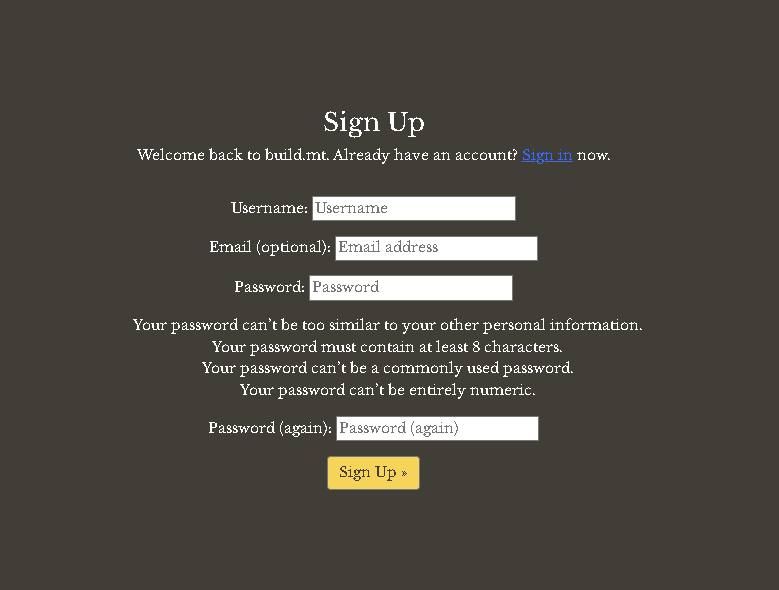 Sign Up
Welcome back to build.mt. Already have an account? Sign in now.
Username: Username
Email (optional): Email address
Password: Password
Your password can't be too similar to your other personal information.
Your password must contain at least 8 characters.
Your password can't be a commonly used password.
Your password can't be entirely numeric.
Password (again): Password (again)
Sign Up »